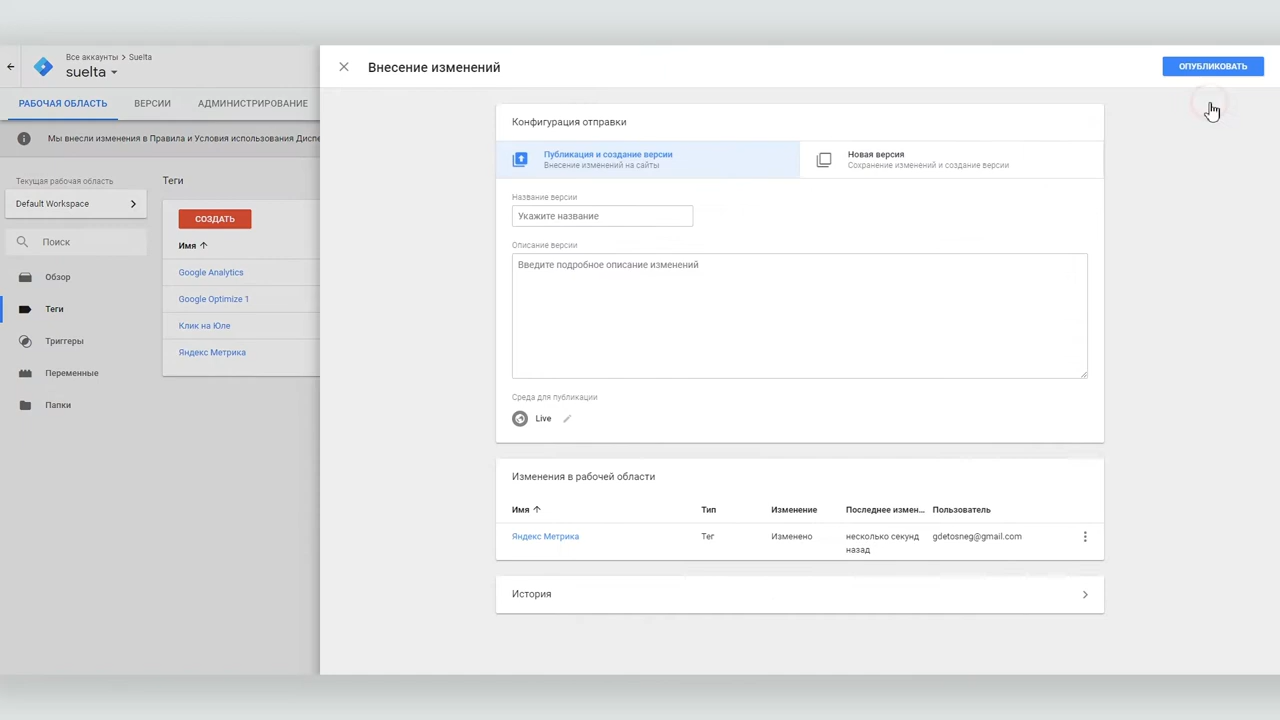 Все аккаунты > Suelta
suelta
РАБОЧАЯ ОБЛАСТЬ
ВЕРСИИ
АДМИНИСТРИРОВАНИЕ
Мы внесли изменения в Правила и Условия использования Диспе
Текущая рабочая область
Default Workspace
Поиск
Обзор
Теги
Триггеры
Переменные
Папки
Теги
СОЗДАТЬ
Имя
Google Analytics
Google Optimize 1
Клик на Юле
Яндекс Метрика
Внесение изменений
ОПУБЛИКОВАТЬ
Конфигурация отправки
Публикация и создание версии
Внесение изменений на сайты
Новая версия
Сохранение изменений и создание версии
Название версии
Укажите название
Описание версии
Введите подробное описание изменений
Среда для публикации
Live
Изменения в рабочей области
Имя Тип Изменение Последнее измен... Пользователь
Яндекс Метрика Тег Изменено несколько секунд gdetosneg@gmail.com
назад
История